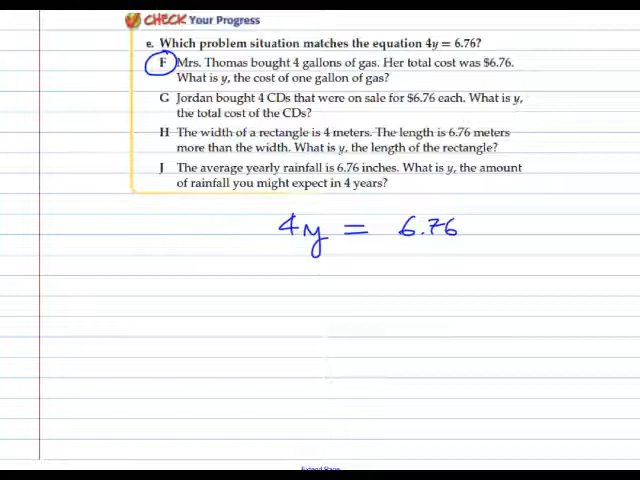 CHECK Your Progress
e. Which problem situation matches the equation 4y = 6.76?
F Mrs. Thomas bought 4 gallons of gas. Her total cost was $6.76.
What is y, the cost of one gallon of gas?
G Jordan bought 4 CDs that were on sale for $6.76 each. What is y,
the total cost of the CDs?
H The width of a rectangle is 4 meters. The length is 6.76 meters
more than the width. What is y, the length of the rectangle?
J The average yearly rainfall is 6.76 inches. What is y, the amount
of rainfall you might expect in 4 years?
4y = 6.76
Extend Page